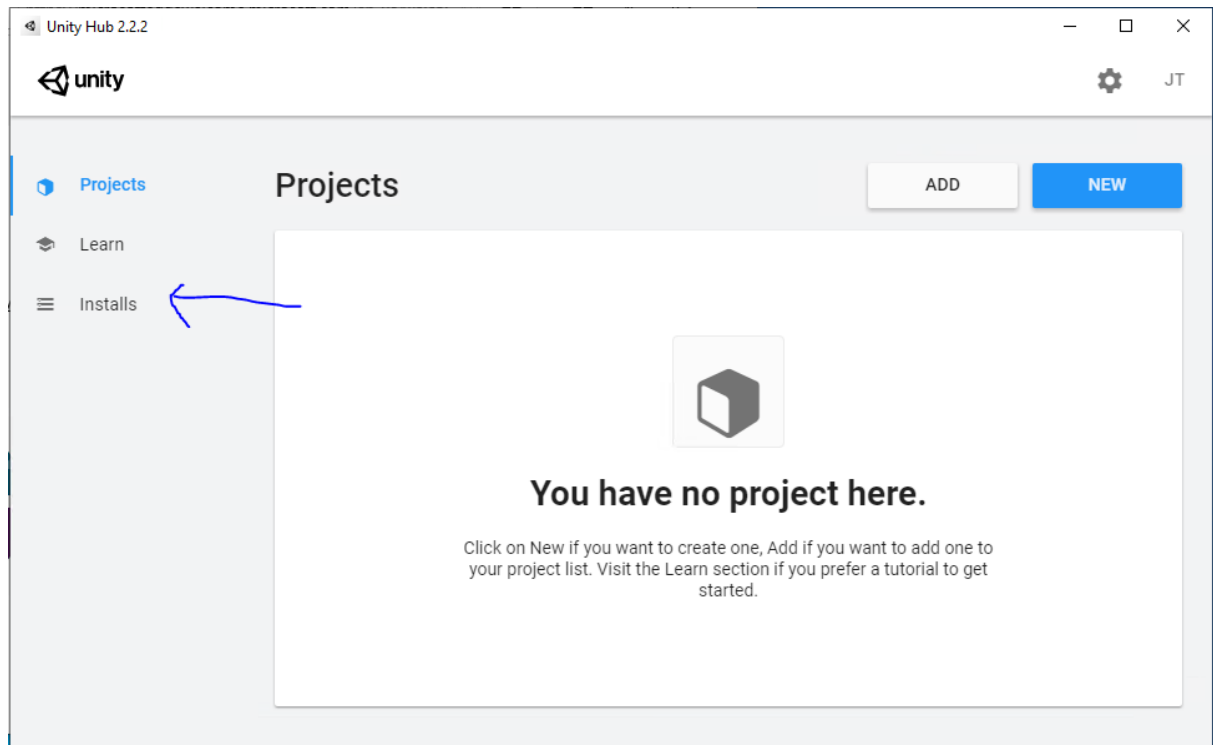 Unity Hub 2.2.2
unity
JT
Projects
Learn
Installs
Projects
ADD
NEW
You have no project here.
Click on New if you want to create one, Add if you want to add one to
your project list. Visit the Learn section if you prefer a tutorial to get
started.